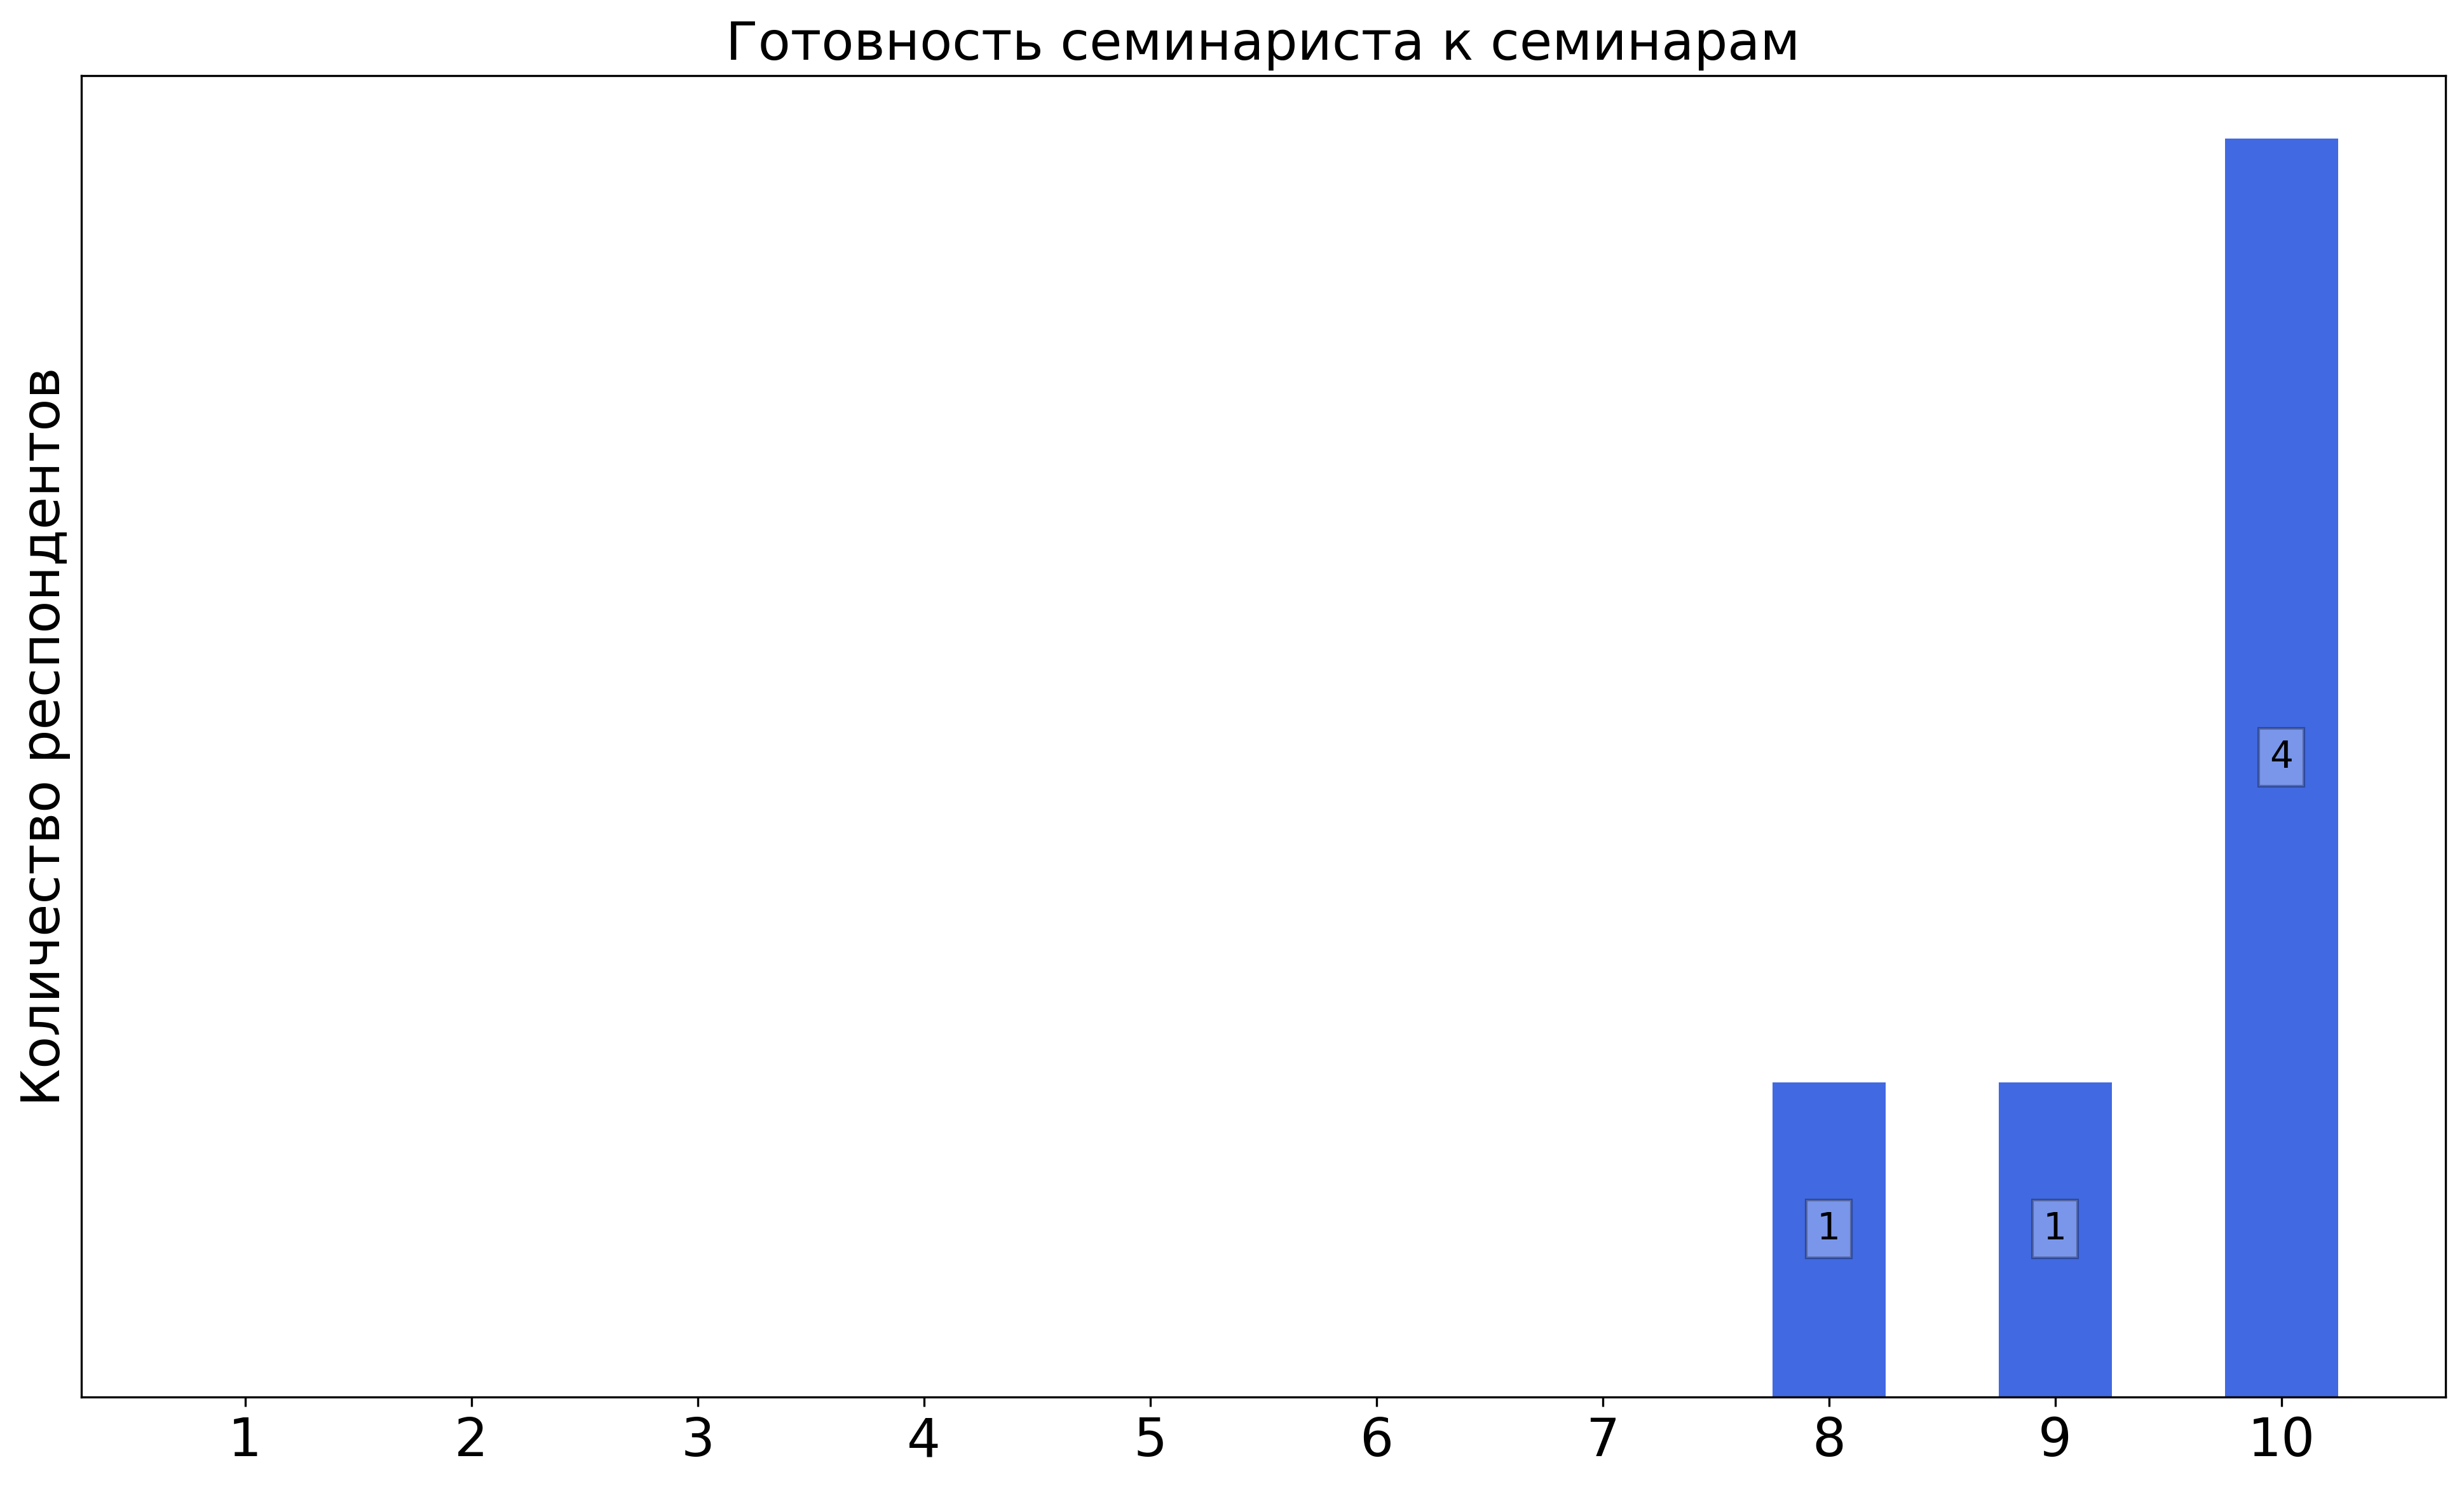 Готовность семинариста к семинарам
Количество респондентов
4
1 1
1 2 3 4 5 6 7 8 9 10